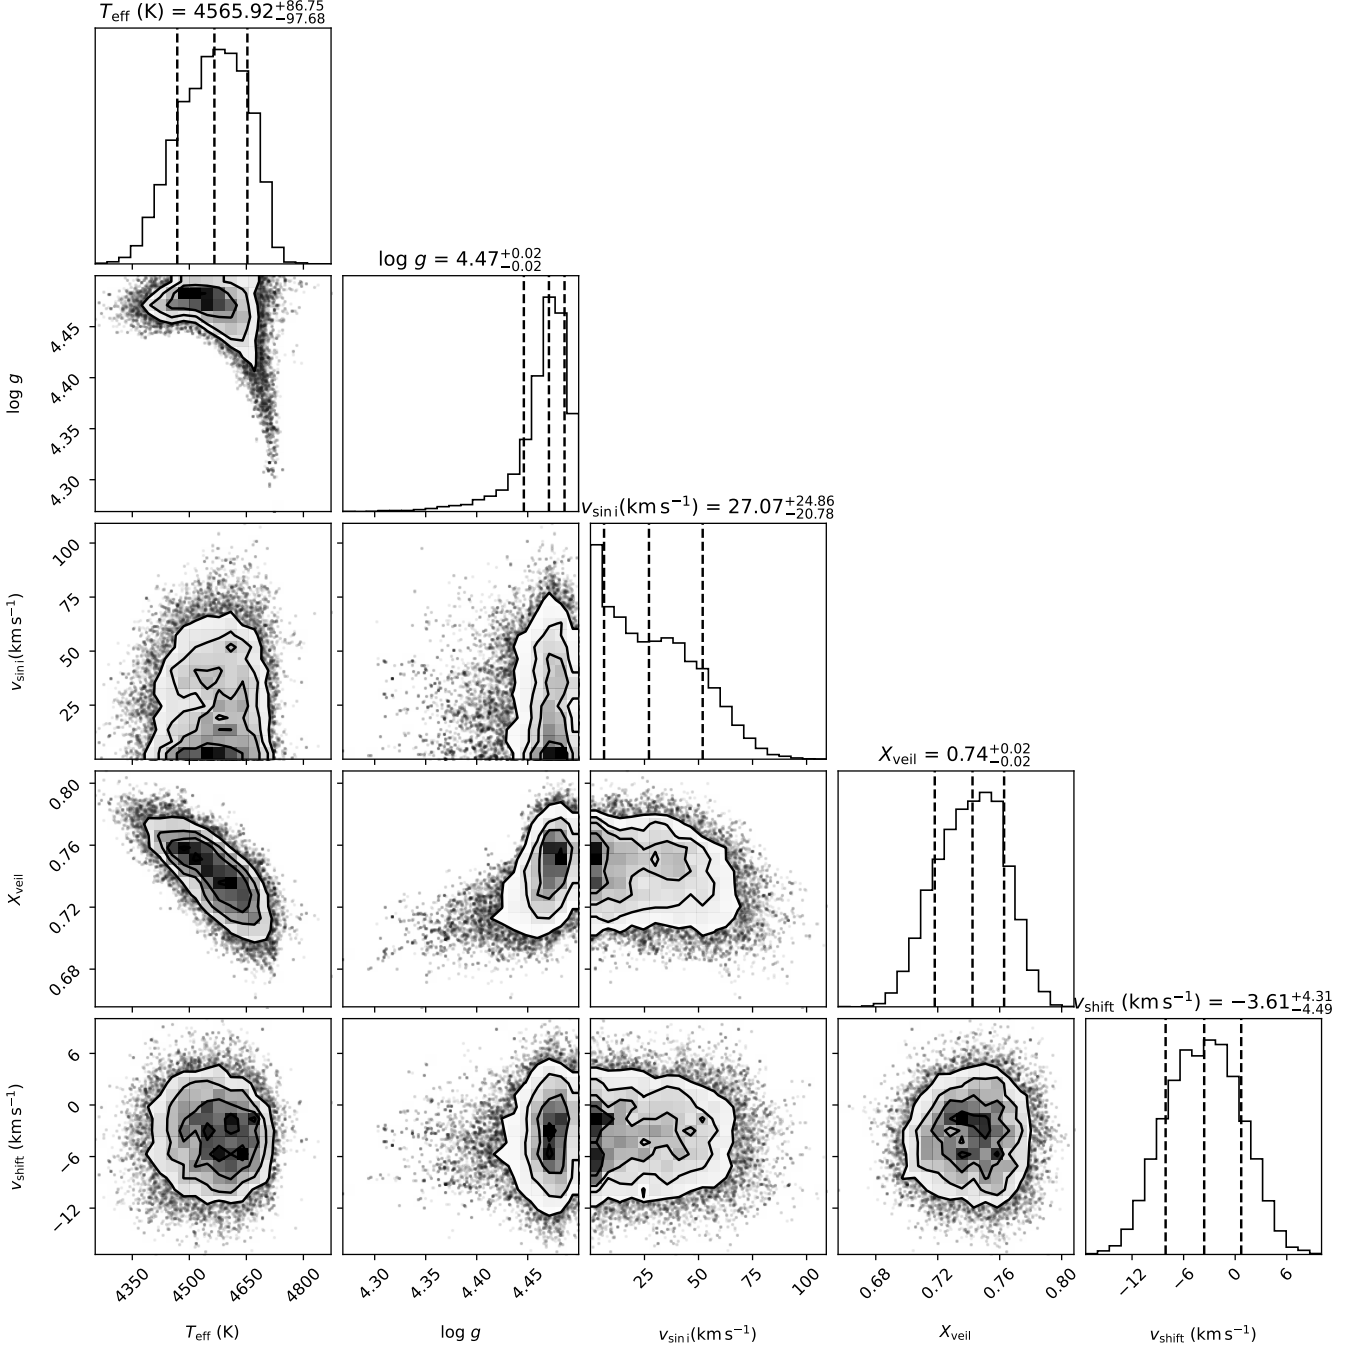 T_eff (K) = 4565.92 +86.75 −97.68
log g = 4.47 +0.02 −0.02
4.45
4.40
4.35
4.30
log g
v_sin i(km s⁻¹) = 27.07 +24.86 −20.78
100
75
50
25
v_sin i(km s⁻¹)
X_veil = 0.74 +0.02 −0.02
0.80
0.76
0.72
0.68
X_veil
v_shift (km s⁻¹) = −3.61 +4.31 −4.49
6
0
−6
−12
v_shift (km s⁻¹)
4350 4500 4650 4800 4.30 4.35 4.40 4.45 25 50 75 100 0.68 0.72 0.76 0.80 −12 −6 0 6
T_eff (K) log g v_sin i(km s⁻¹) X_veil v_shift (km s⁻¹)